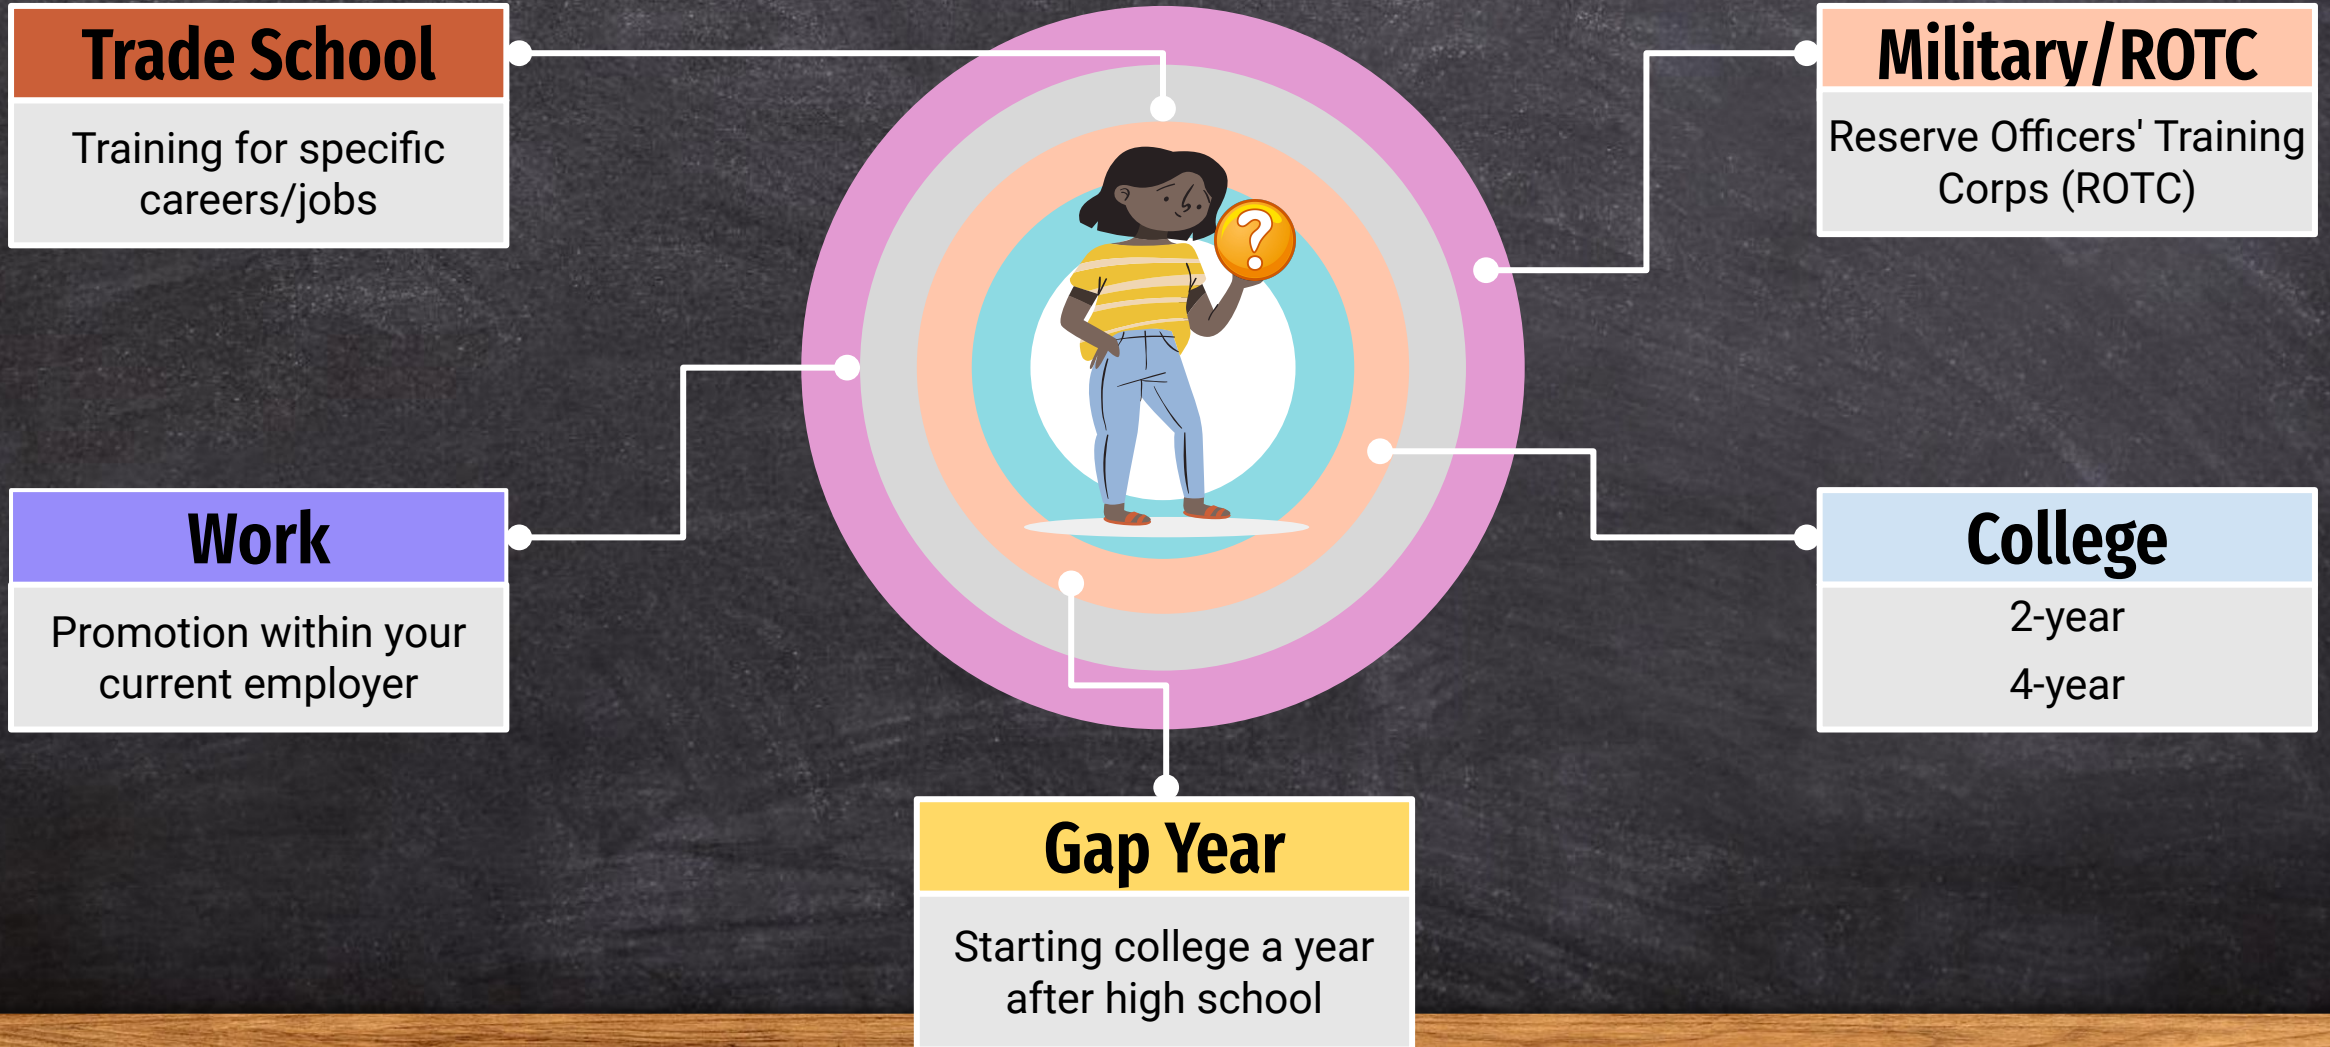 Trade School
Training for specific
careers/jobs
Military/ROTC
Reserve Officers' Training
Corps (ROTC)
?
Work
Promotion within your
current employer
College
2-year
4-year
Gap Year
Starting college a year
after high school